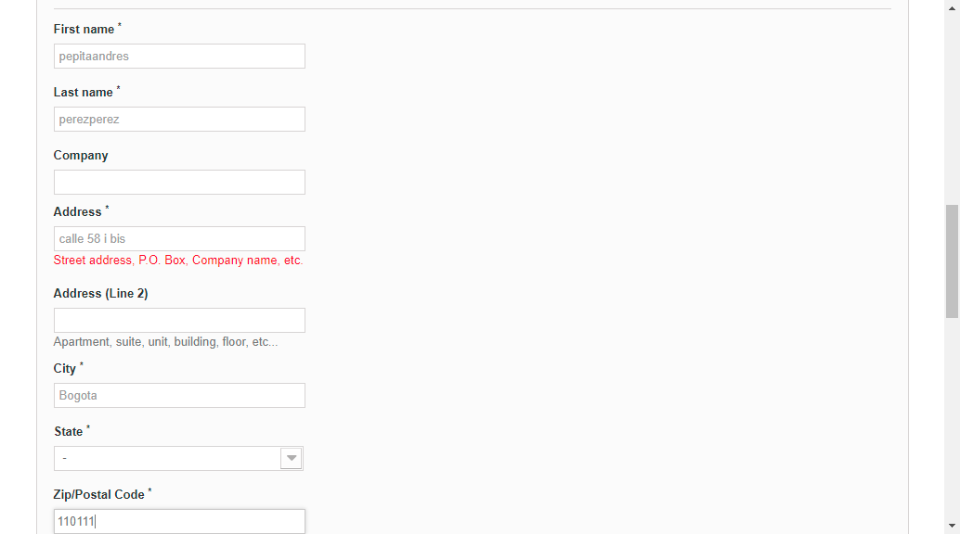 First name *
pepitaandres
Last name *
perezperez
Company
Address *
calle 58 i bis
Street address, P.O. Box, Company name, etc.
Address (Line 2)
Apartment, suite, unit, building, floor, etc...
City *
Bogota
State *
-
Zip/Postal Code *
110111